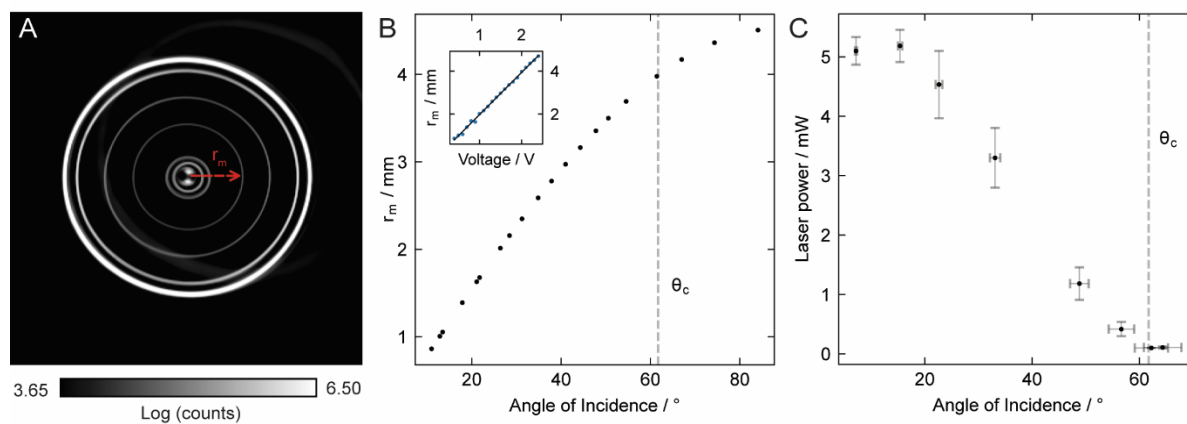 A
r_m
3.65
6.50
Log (counts)
B
r_m / mm
4
3
2
1
0
20
40
60
80
Angle of Incidence / °
θ_c
1
2
r_m / mm
4
2
Voltage / V
C
Laser power / mW
5
4
3
2
1
0
0
20
40
60
Angle of Incidence / °
θ_c